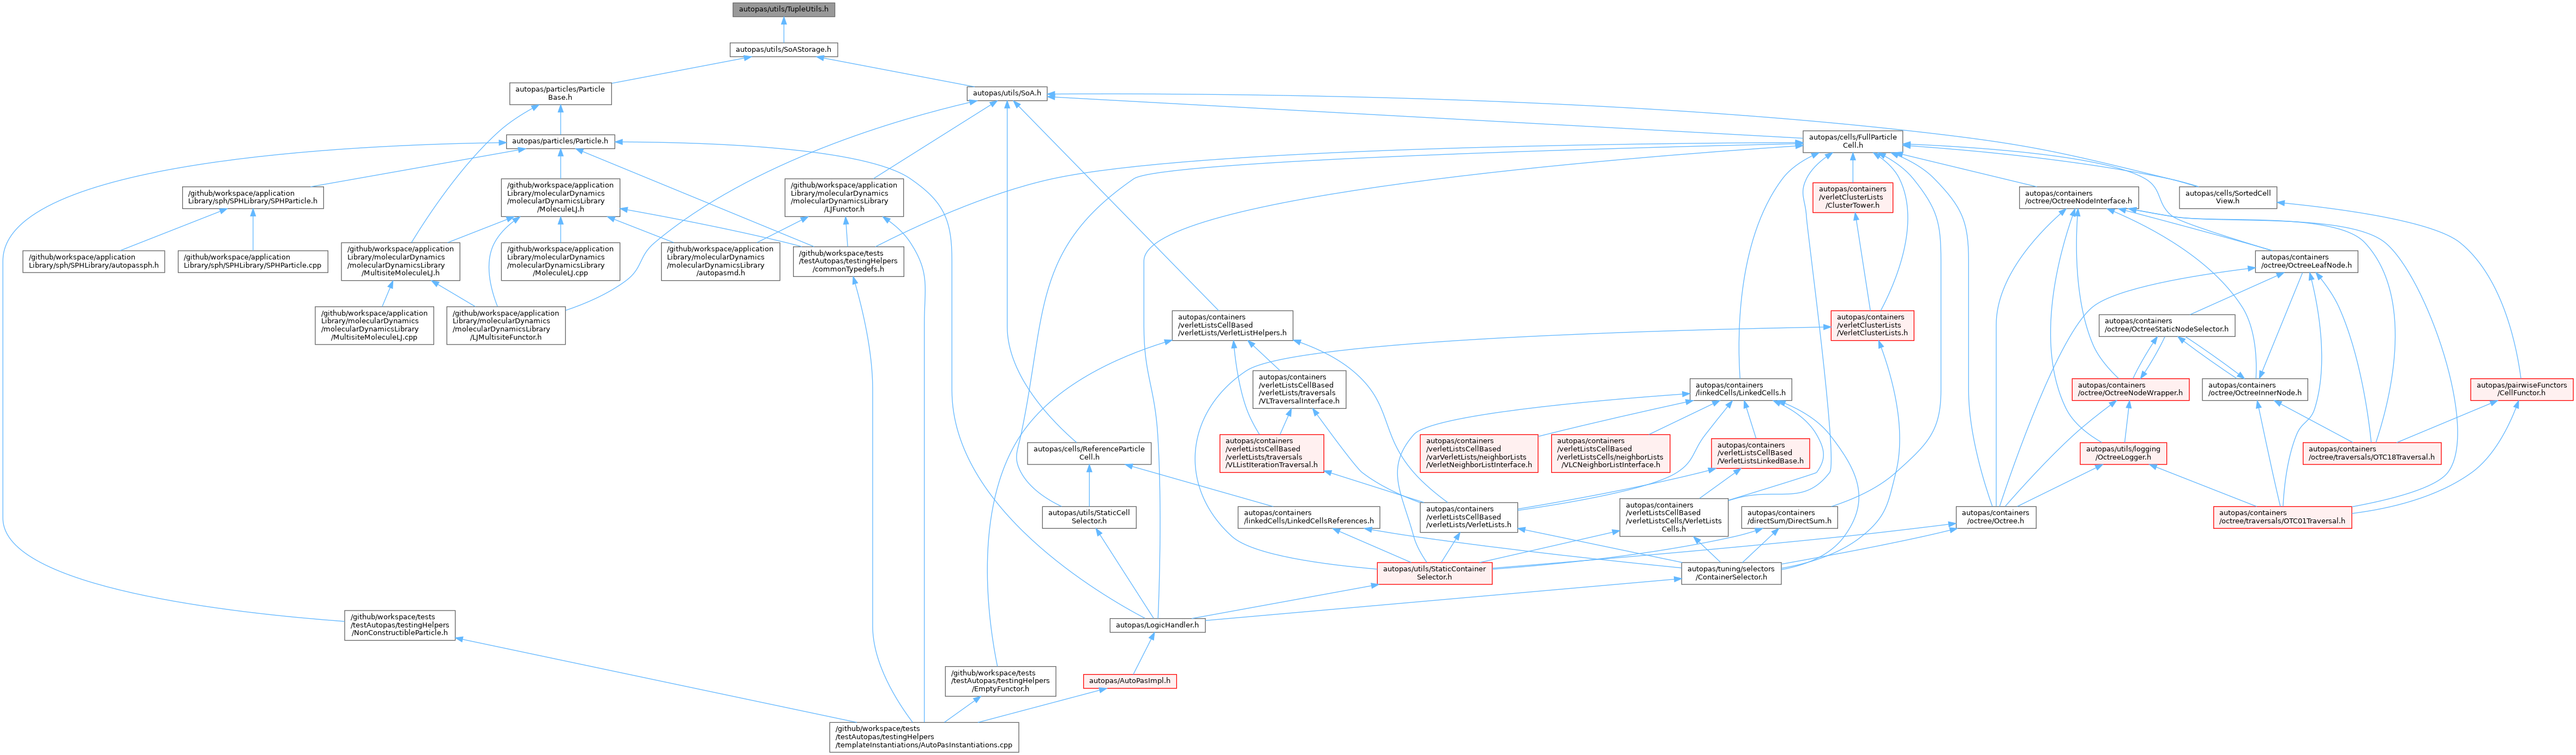 autopas/utils/TupleUtils.h
autopas/utils/SoAStorage.h
autopas/particles/Particle
Base.h
autopas/utils/SoA.h
autopas/particles/Particle.h
autopas/cells/FullParticle
Cell.h
/github/workspace/application
Library/sph/SPHLibrary/SPHParticle.h
/github/workspace/application
Library/molecularDynamics
/molecularDynamicsLibrary
/MoleculeLJ.h
/github/workspace/application
Library/molecularDynamics
/molecularDynamicsLibrary
/LJFunctor.h
autopas/containers
/verletClusterLists
/ClusterTower.h
autopas/containers
/octree/OctreeNodeInterface.h
autopas/cells/SortedCell
View.h
/github/workspace/application
Library/sph/SPHLibrary/autopassph.h
/github/workspace/application
Library/sph/SPHLibrary/SPHParticle.cpp
/github/workspace/application
Library/molecularDynamics
/molecularDynamicsLibrary
/MultisiteMoleculeLJ.h
/github/workspace/application
Library/molecularDynamics
/molecularDynamicsLibrary
/MoleculeLJ.cpp
/github/workspace/application
Library/molecularDynamics
/molecularDynamicsLibrary
/autopasmd.h
/github/workspace/tests
/testAutopas/testingHelpers
/commonTypedefs.h
autopas/containers
/octree/OctreeLeafNode.h
/github/workspace/application
Library/molecularDynamics
/molecularDynamicsLibrary
/MultisiteMoleculeLJ.cpp
/github/workspace/application
Library/molecularDynamics
/molecularDynamicsLibrary
/LJMultisiteFunctor.h
autopas/containers
/verletListsCellBased
/verletLists/VerletListHelpers.h
autopas/containers
/verletClusterLists
/VerletClusterLists.h
autopas/containers
/octree/OctreeStaticNodeSelector.h
autopas/containers
/verletListsCellBased
/verletLists/traversals
/VLTraversalInterface.h
autopas/containers
/linkedCells/LinkedCells.h
autopas/containers
/octree/OctreeNodeWrapper.h
autopas/containers
/octree/OctreeInnerNode.h
autopas/pairwiseFunctors
/CellFunctor.h
autopas/cells/ReferenceParticle
Cell.h
autopas/containers
/verletListsCellBased
/verletLists/traversals
/VLListIterationTraversal.h
autopas/containers
/verletListsCellBased
/varVerletLists/neighborLists
/VerletNeighborListInterface.h
autopas/containers
/verletListsCellBased
/verletListsCells/neighborLists
/VLCNeighborListInterface.h
autopas/containers
/verletListsCellBased
/VerletListsLinkedBase.h
autopas/utils/logging
/OctreeLogger.h
autopas/containers
/octree/traversals/OTC18Traversal.h
autopas/utils/StaticCell
Selector.h
autopas/containers
/linkedCells/LinkedCellsReferences.h
autopas/containers
/verletListsCellBased
/verletLists/VerletLists.h
autopas/containers
/verletListsCellBased
/verletListsCells/VerletLists
Cells.h
autopas/containers
/directSum/DirectSum.h
autopas/containers
/octree/Octree.h
autopas/containers
/octree/traversals/OTC01Traversal.h
autopas/utils/StaticContainer
Selector.h
autopas/tuning/selectors
/ContainerSelector.h
/github/workspace/tests
/testAutopas/testingHelpers
/NonConstructibleParticle.h
autopas/LogicHandler.h
/github/workspace/tests
/testAutopas/testingHelpers
/EmptyFunctor.h
autopas/AutoPasImpl.h
/github/workspace/tests
/testAutopas/testingHelpers
/templateInstantiations/AutoPasInstantiations.cpp